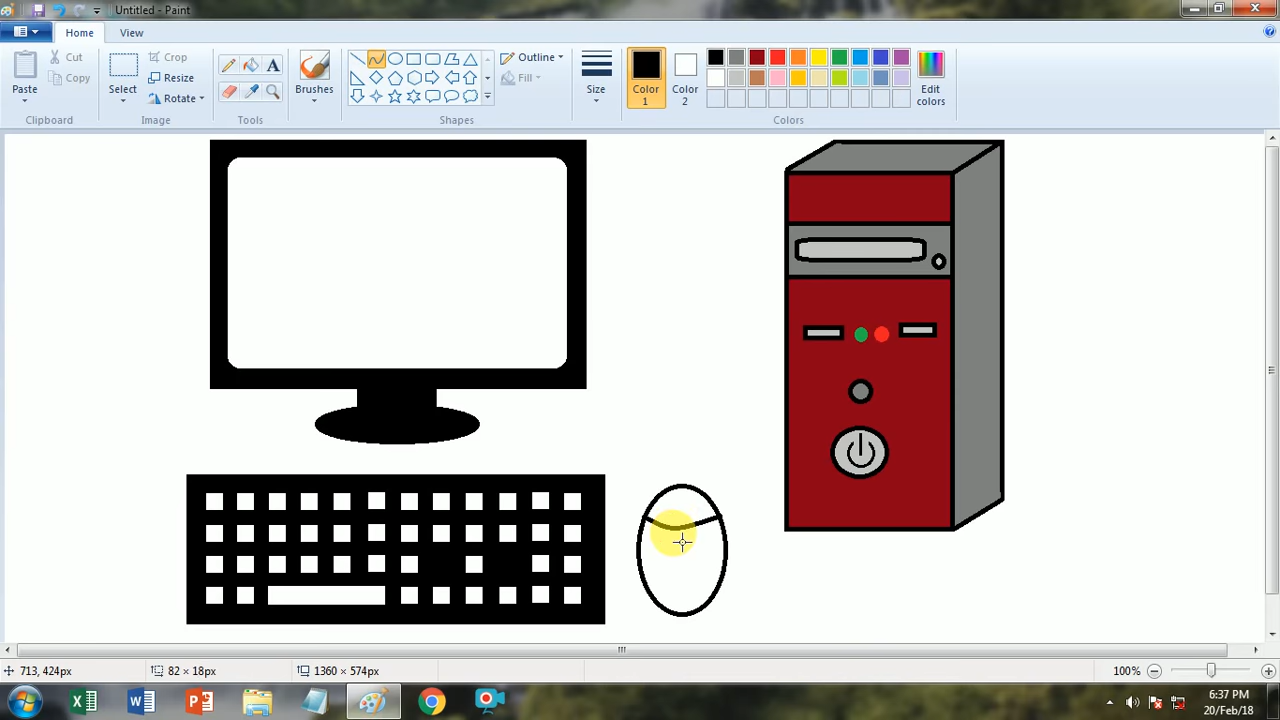 Untitled - Paint
Home
View
Paste
Cut
Copy
Clipboard
Select
Crop
Resize
Rotate
Image
A
Tools
Brushes
Outline
Fill
Shapes
Size
Color 1
Color 2
Edit colors
Colors
713, 424px
82 × 18px
1360 × 574px
100%
6:37 PM
20/Feb/18